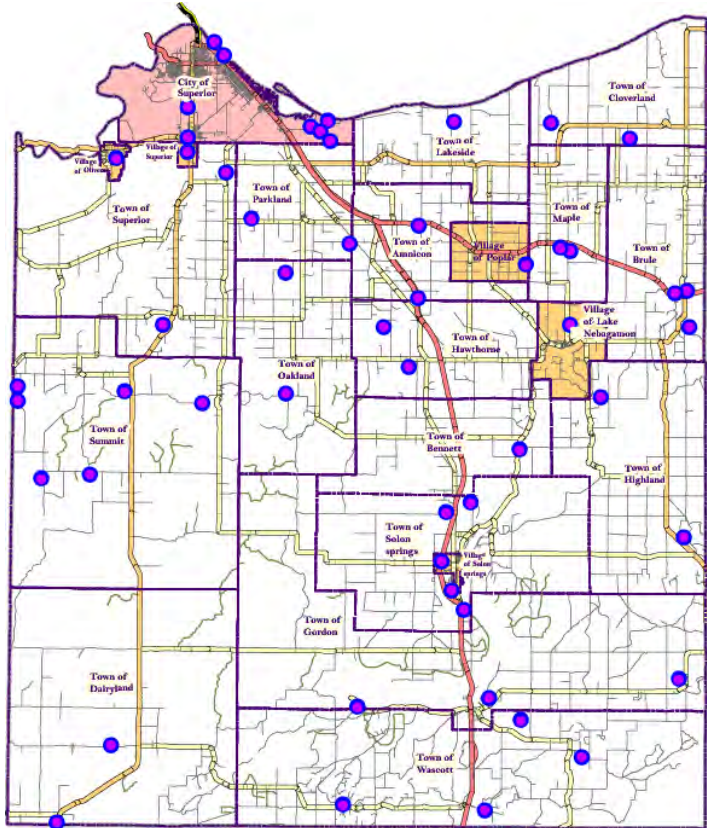 City of
Superior
Town of
Cloverland
Village of
Superior
Town of
Lakeside
Village
of Oliver
Town of
Parkland
Town of
Superior
Town of
Maple
Town of
Amnicon
Village
of Poplar
Town of
Brule
Village
of Lake
Nebagamon
Town of
Hawthorne
Town of
Oakland
Town of
Summit
Town of
Bennett
Town of
Highland
Town of
Solon
springs
Village
of Solon
springs
Town of
Gordon
Town of
Dairyland
Town of
Wascott